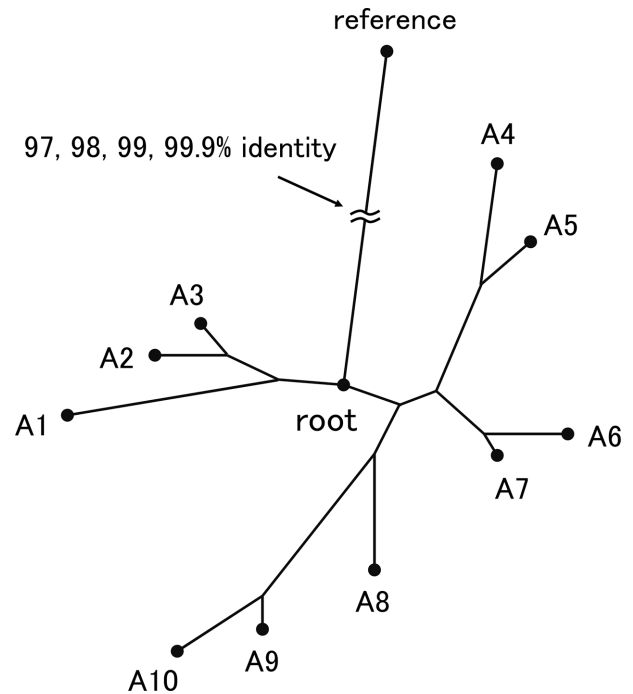 reference
97, 98, 99, 99.9% identity
A4
A5
A3
A2
A1
root
A6
A7
A8
A9
A10